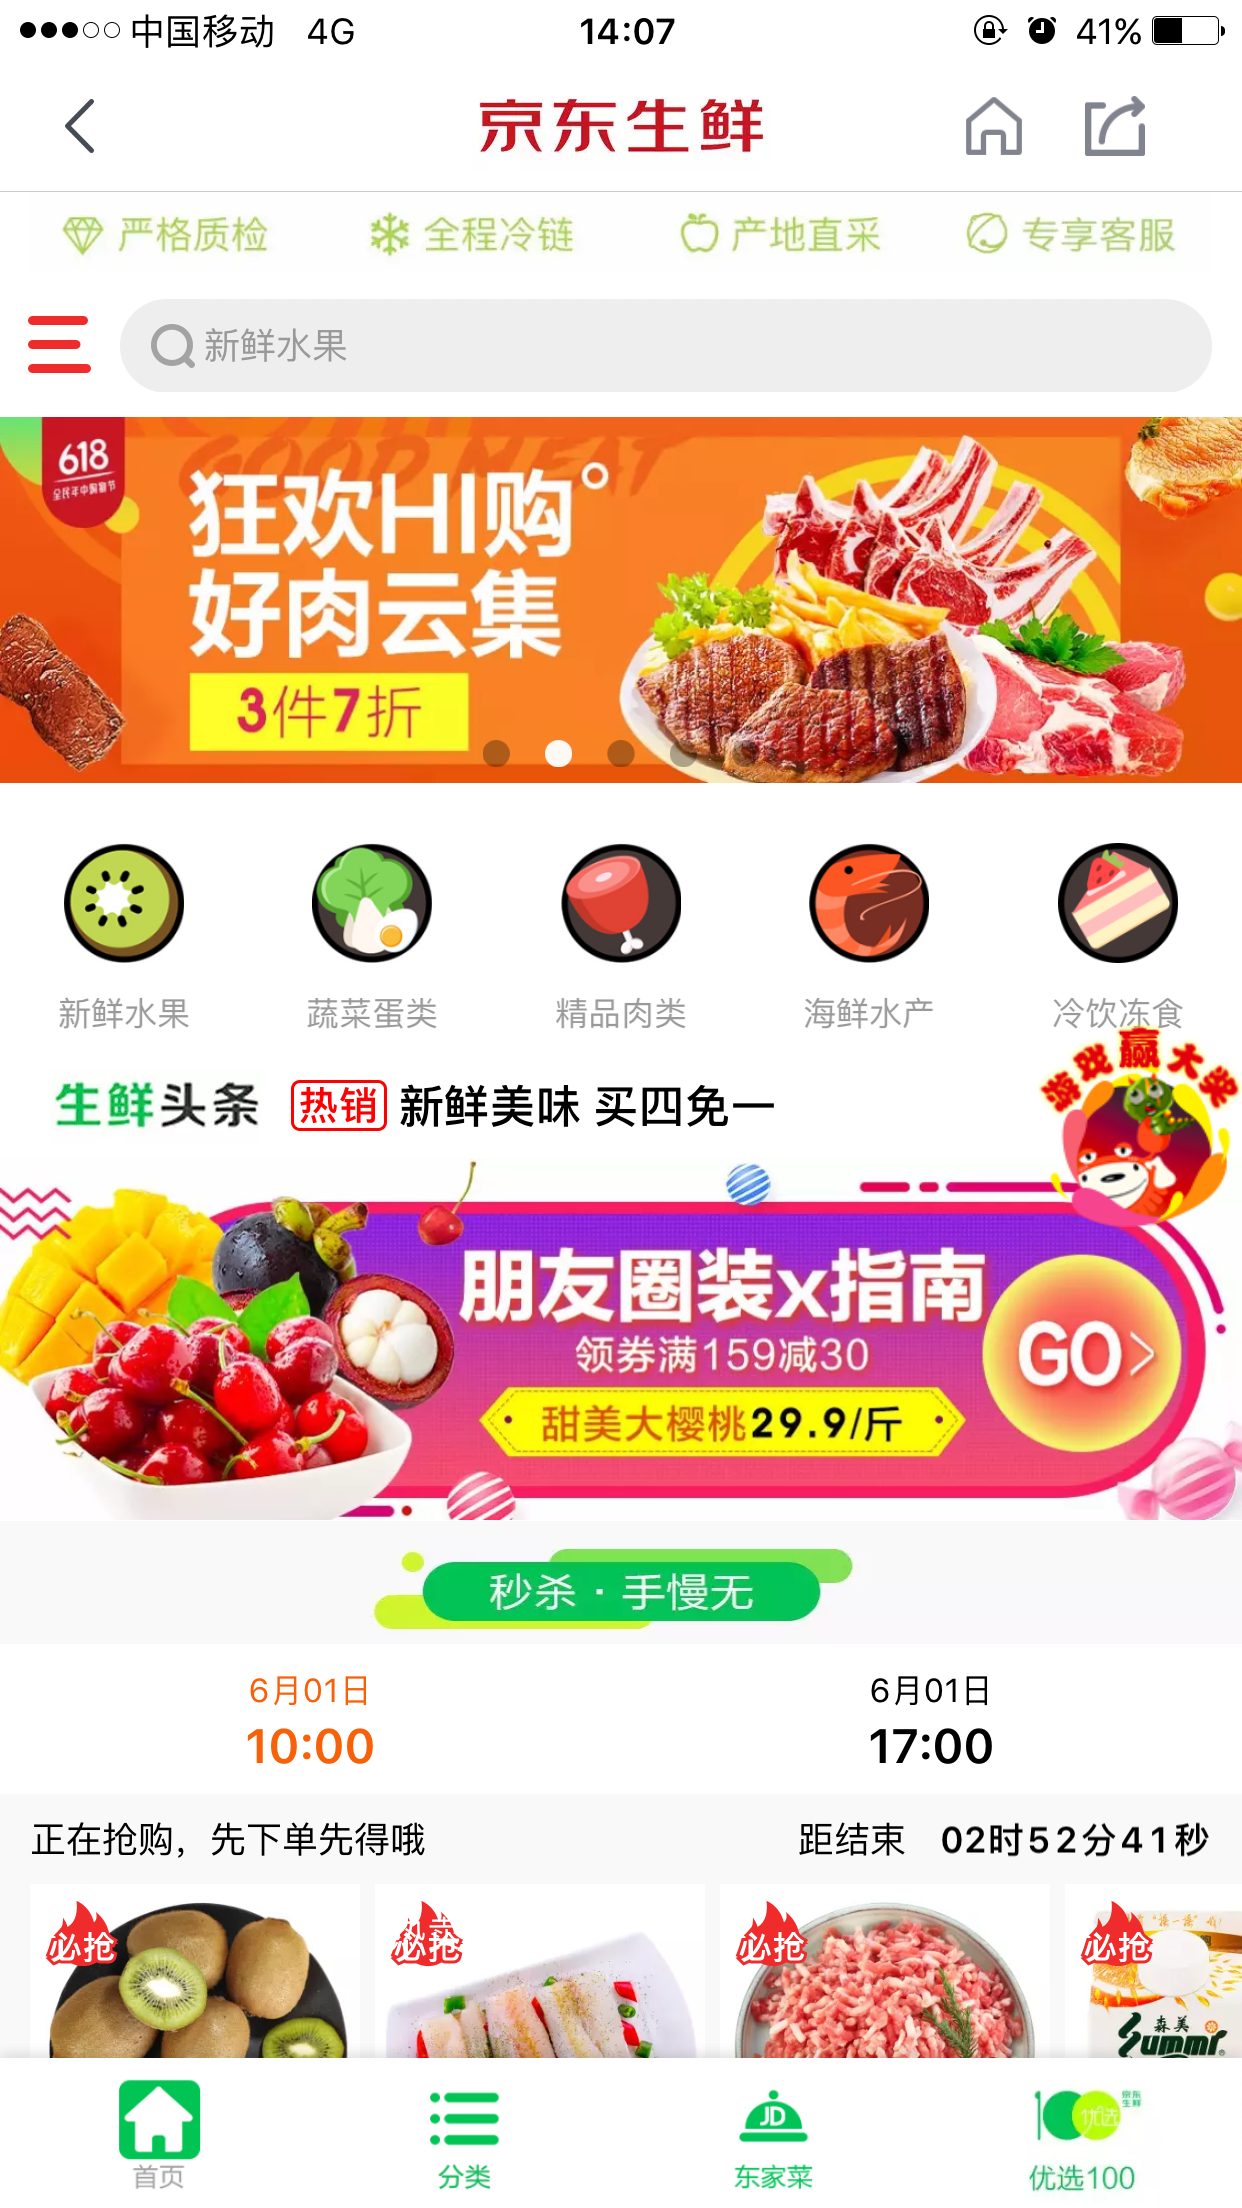 中国移动 4G 14:07 41%
京东生鲜
严格质检 全程冷链 产地直采 专享客服
新鲜水果
618
全民年中购物节
GOOD MEAT
狂欢HI购
好肉云集
3件7折
新鲜水果 蔬菜蛋类 精品肉类 海鲜水产 冷饮冻食
游戏赢大奖
生鲜头条 热销 新鲜美味 买四免一
朋友圈装x指南
领券满159减30
GO
甜美大樱桃29.9/斤
秒杀·手慢无
6月01日 6月01日
10:00 17:00
正在抢购，先下单先得哦 距结束 02时52分41秒
必抢 必抢 必抢 必抢
森美
Summi
JD 优选 京东生鲜
首页 分类 东家菜 优选100